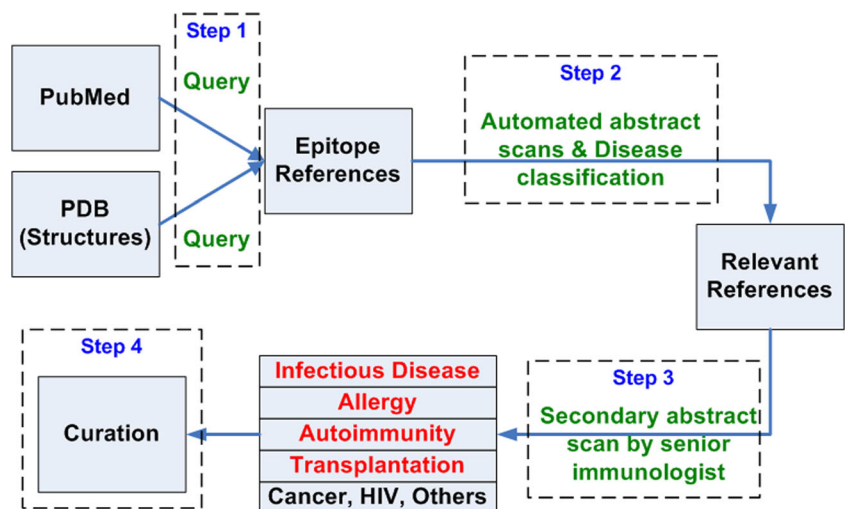 Step 1
PubMed
Query
PDB
(Structures)
Query
Epitope
References
Step 2
Automated abstract
scans & Disease
classification
Relevant
References
Step 3
Secondary abstract
scan by senior
immunologist
Infectious Disease
Allergy
Autoimmunity
Transplantation
Cancer, HIV, Others
Step 4
Curation